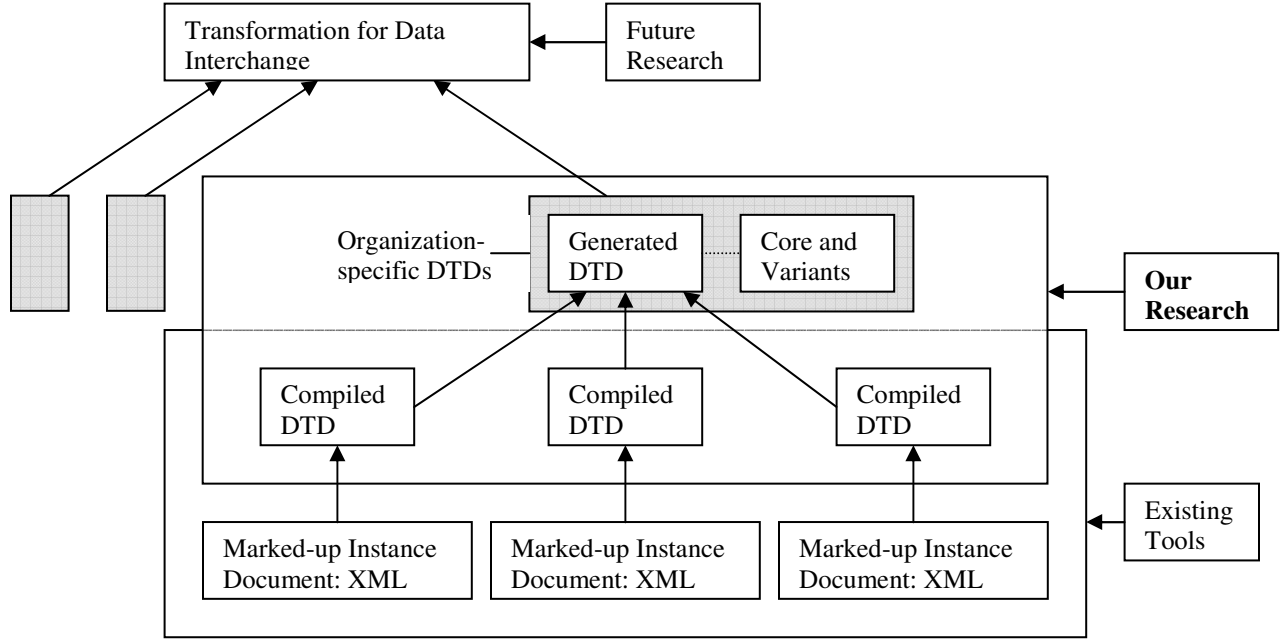 Transformation for Data
Interchange
Future
Research
Organization-
specific DTDs
Generated
DTD
Core and
Variants
Our
Research
Compiled
DTD
Compiled
DTD
Compiled
DTD
Marked-up Instance
Document: XML
Marked-up Instance
Document: XML
Marked-up Instance
Document: XML
Existing
Tools